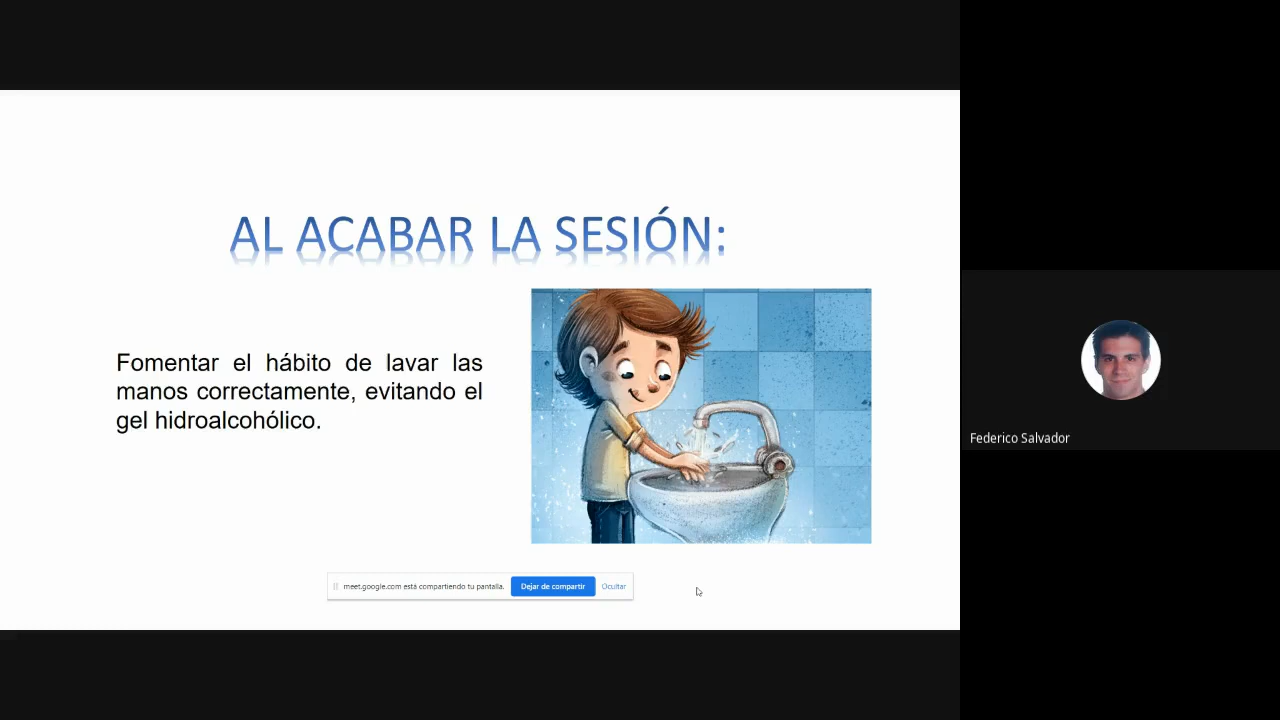 AL ACABAR LA SESIÓN:
Fomentar el hábito de lavar las
manos correctamente, evitando el
gel hidroalcohólico.
meet.google.com está compartiendo tu pantalla. Dejar de compartir Ocultar
Federico Salvador